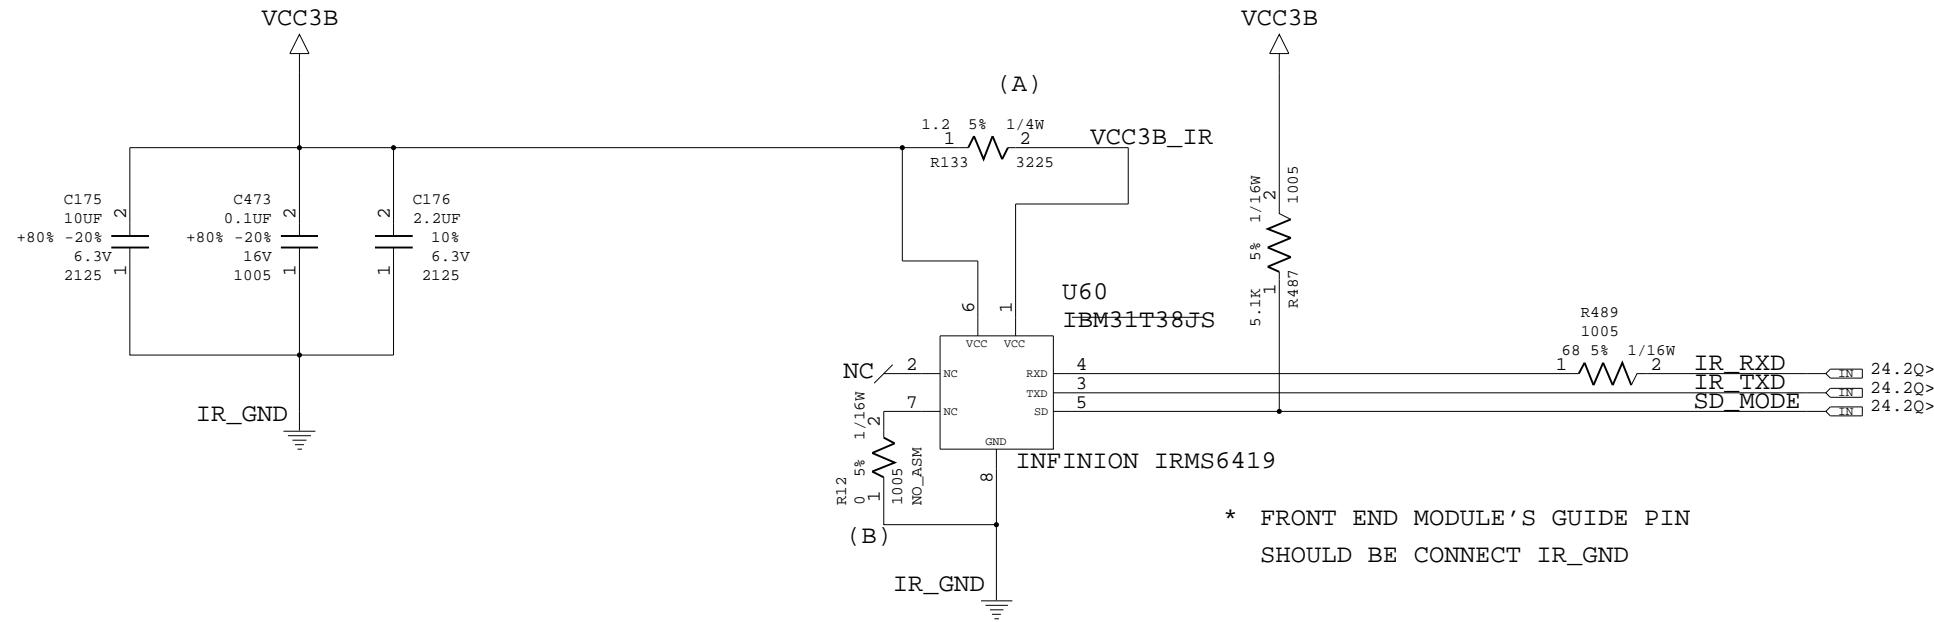 VCC3B
VCC3B
(A)
1.2 5% 1/4W
1 2
R133 3225
VCC3B_IR
C175
10UF
+80% -20%
6.3V
2125
2
1
C473
0.1UF
+80% -20%
16V
1005
2
1
C176
2.2UF
10%
6.3V
2125
2
1
IR_GND
5.1K 5% 1/16W
1 2
R487 1005
U60
IBM31T38JS
6 1
VCC VCC
NC 2 NC
7 NC
RXD 4
TXD 3
SD 5
GND
8
R12
0 5% 1/16W
1 2
1005
NO_ASM
(B)
INFINION IRMS6419
IR_GND
R489
1005
68 5% 1/16W
1 2
IR_RXD IN 24.2Q>
IR_TXD IN 24.2Q>
SD_MODE IN 24.2Q>
* FRONT END MODULE'S GUIDE PIN
SHOULD BE CONNECT IR_GND